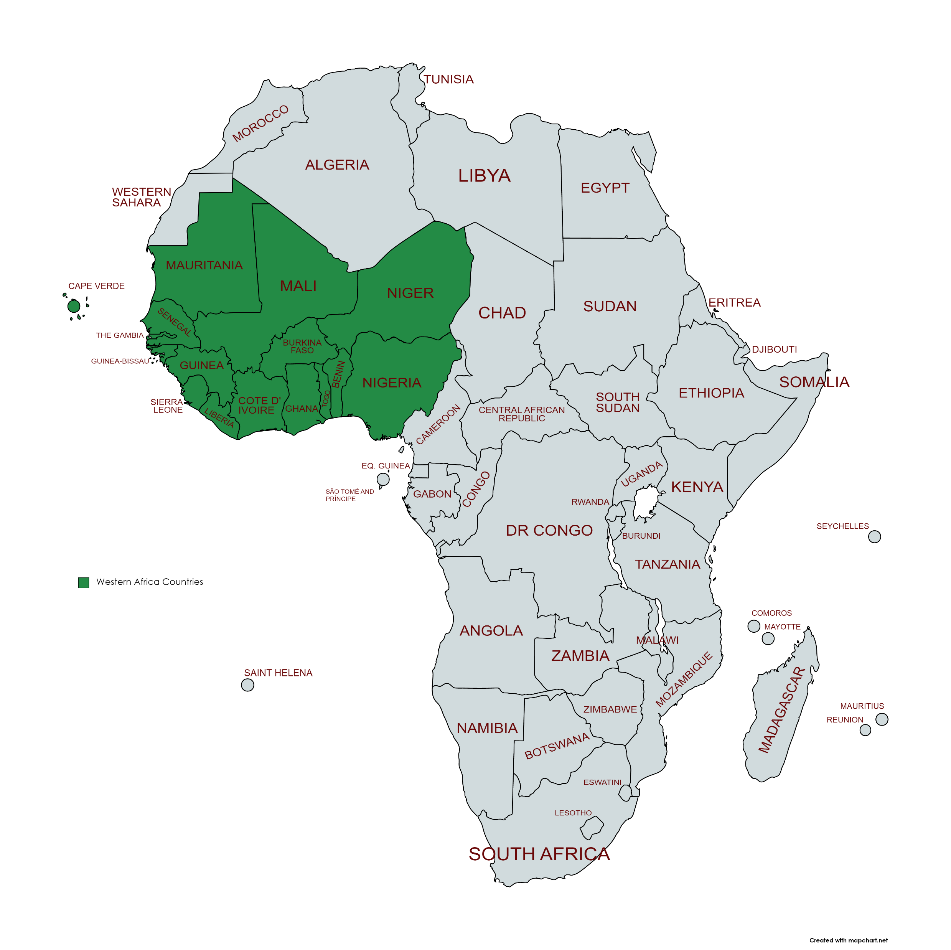 TUNISIA
MOROCCO
ALGERIA
LIBYA
EGYPT
WESTERN
SAHARA
MAURITANIA
MALI
NIGER
CHAD
SUDAN
ERITREA
CAPE VERDE
SENEGAL
THE GAMBIA
GUINEA-BISSAU
GUINEA
BURKINA
FASO
BENIN
TOGO
NIGERIA
DJIBOUTI
SOMALIA
ETHIOPIA
SOUTH
SUDAN
SIERRA
LEONE
LIBERIA
COTE D'
IVOIRE
GHANA
CAMEROON
CENTRAL AFRICAN
REPUBLIC
EQ. GUINEA
SÃO TOMÉ AND
PRÍNCIPE
GABON
CONGO
UGANDA
KENYA
RWANDA
DR CONGO
BURUNDI
TANZANIA
SEYCHELLES
Western Africa Countries
COMOROS
MAYOTTE
ANGOLA
ZAMBIA
MALAWI
MOZAMBIQUE
SAINT HELENA
MADAGASCAR
MAURITIUS
REUNION
NAMIBIA
ZIMBABWE
BOTSWANA
ESWATINI
LESOTHO
SOUTH AFRICA
Created with mapchart.net